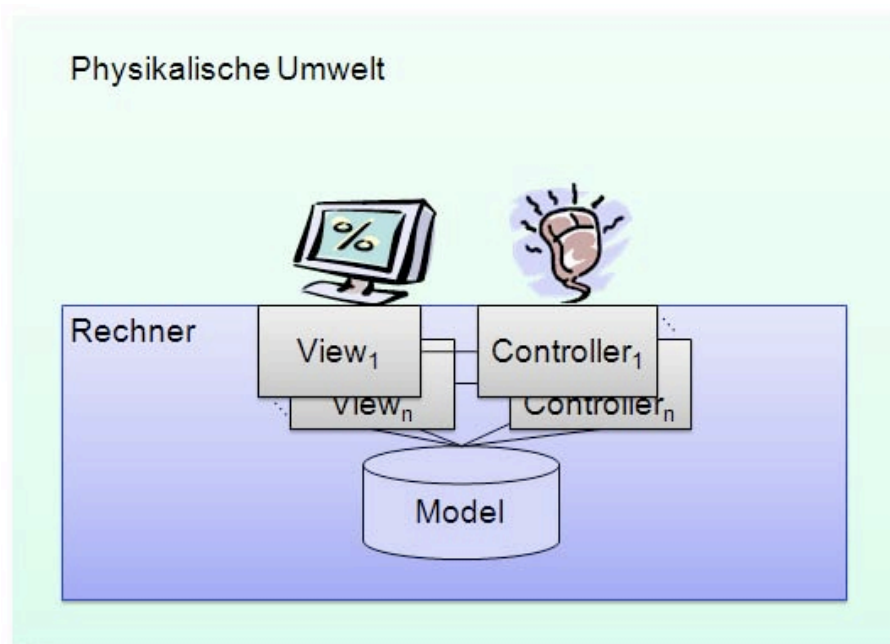 Physikalische Umwelt
%
Rechner
View₁
Controller₁
Viewₙ
Controllerₙ
Model